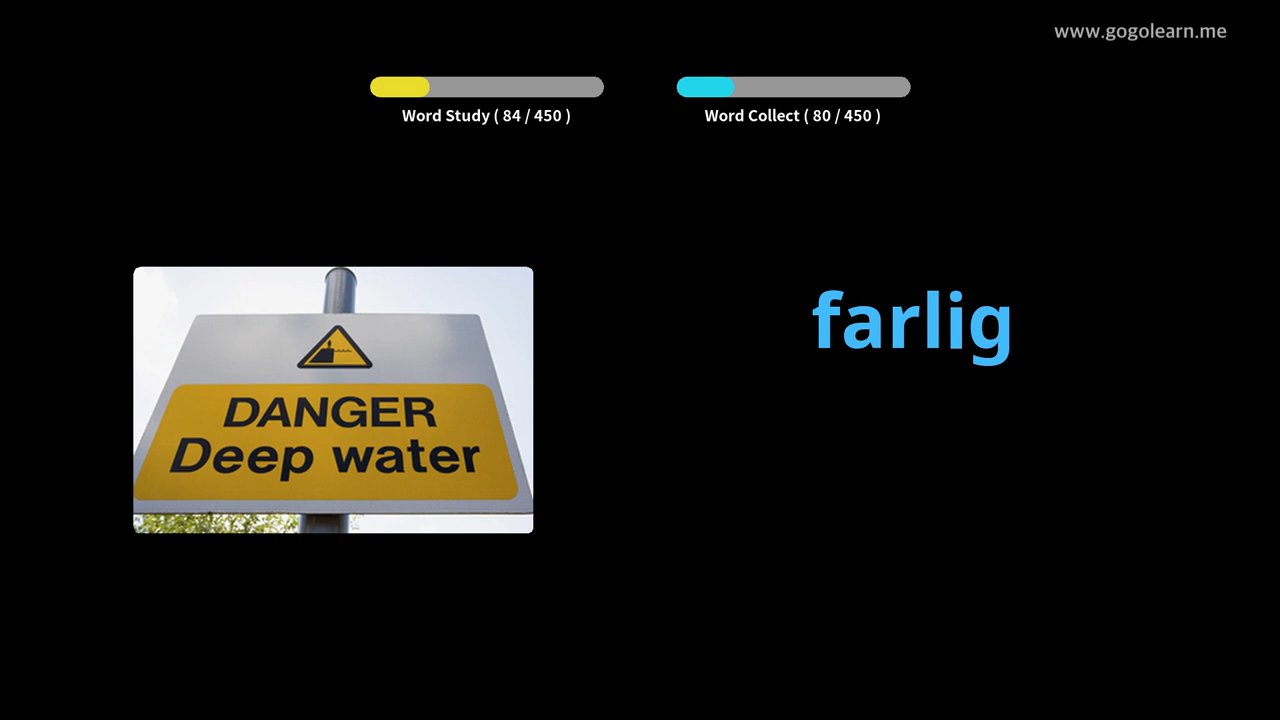 www.gogolearn.me
Word Study ( 84 / 450 )
Word Collect ( 80 / 450 )
farlig
DANGER
Deep water